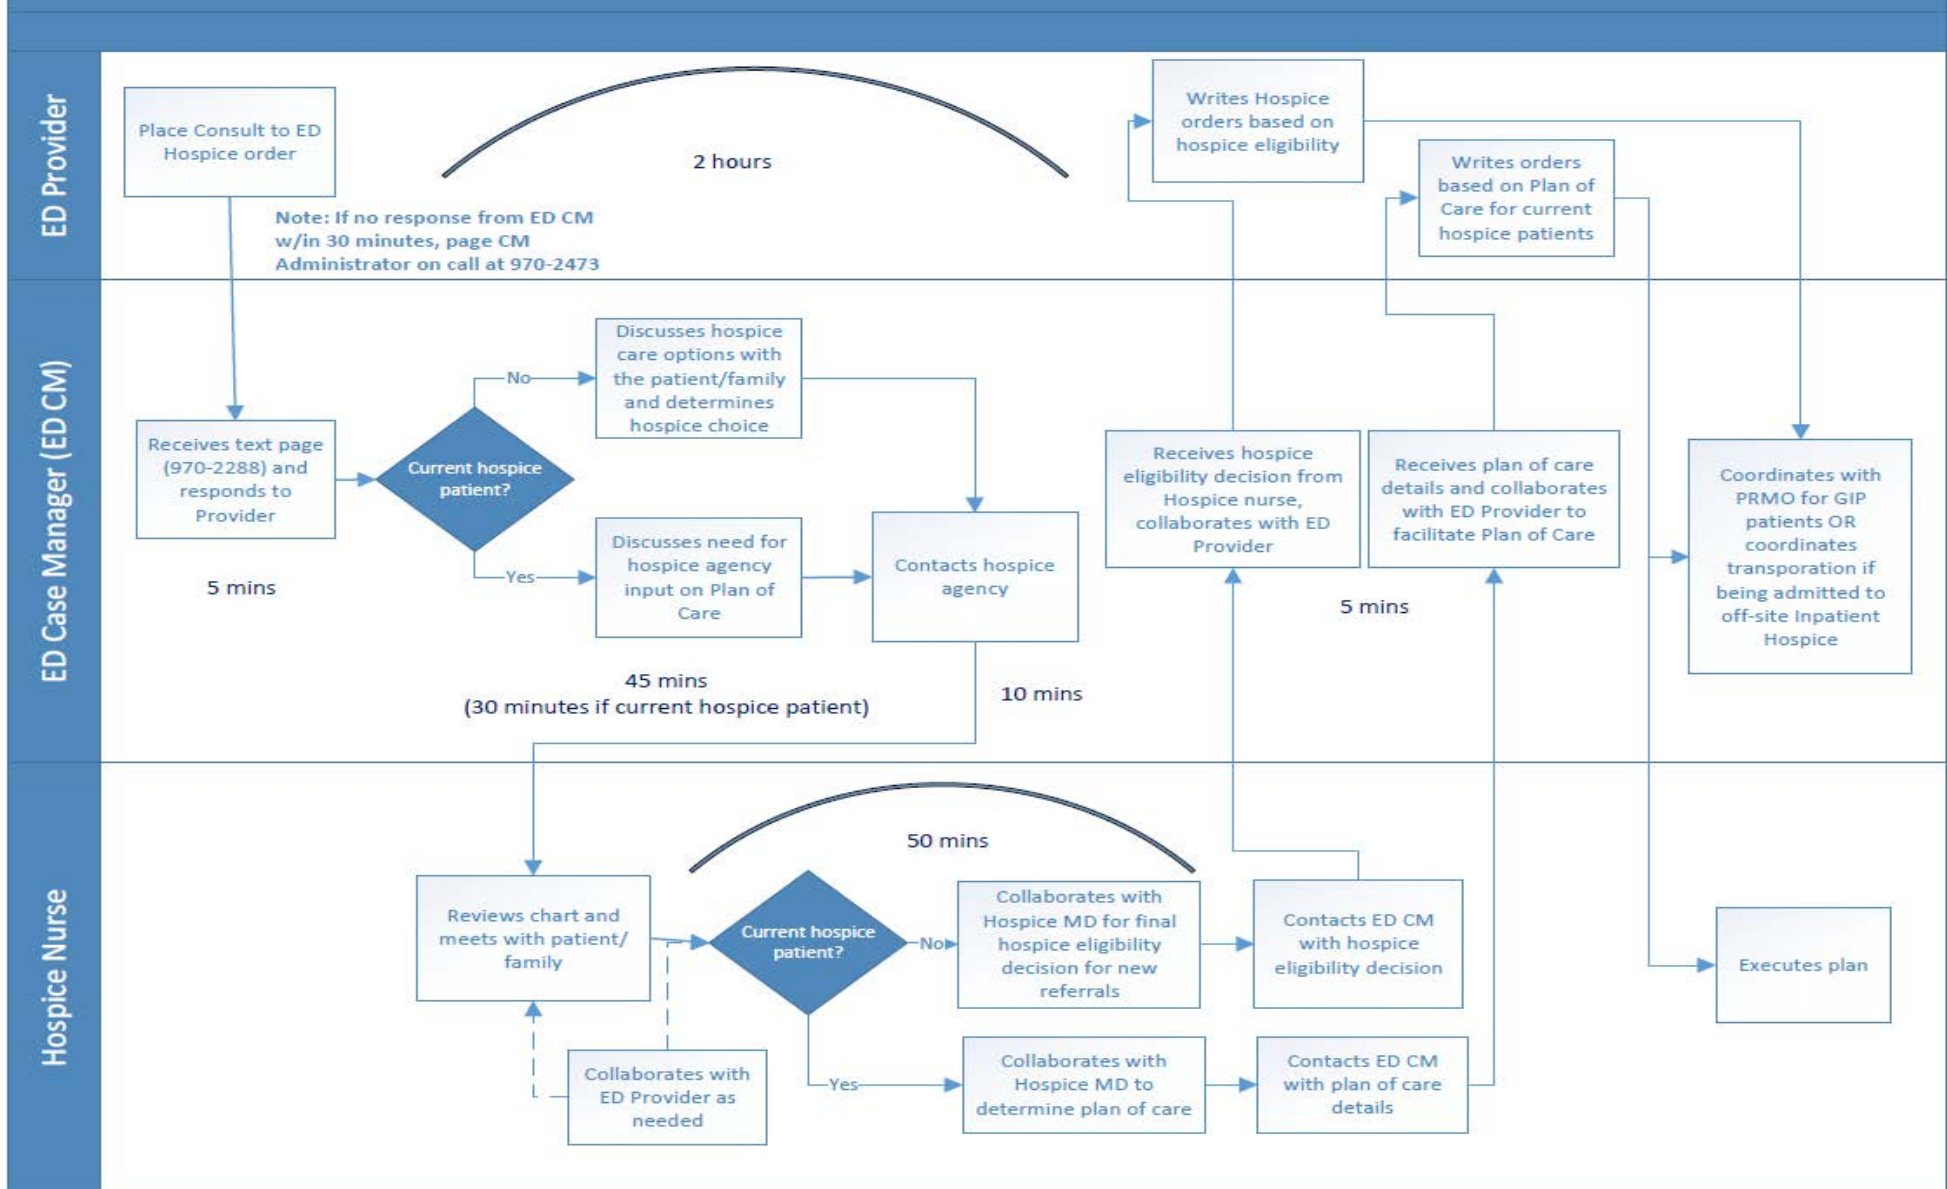 ED Provider
Place Consult to ED
Hospice order
2 hours
Note: If no response from ED CM
w/in 30 minutes, page CM
Administrator on call at 970-2473
Writes Hospice
orders based on
hospice eligibility
Writes orders
based on Plan of
Care for current
hospice patients
ED Case Manager (ED CM)
Receives text page
(970-2288) and
responds to
Provider
5 mins
Current hospice
patient?
No
Discusses hospice
care options with
the patient/family
and determines
hospice choice
Yes
Discusses need for
hospice agency
input on Plan of
Care
45 mins
(30 minutes if current hospice patient)
Contacts hospice
agency
10 mins
Receives hospice
eligibility decision from
Hospice nurse,
collaborates with ED
Provider
Receives plan of care
details and collaborates
with ED Provider to
facilitate Plan of Care
5 mins
Coordinates with
PRMO for GIP
patients OR
coordinates
transporation if
being admitted to
off-site Inpatient
Hospice
Hospice Nurse
Reviews chart and
meets with patient/
family
Collaborates with
ED Provider as
needed
50 mins
Current hospice
patient?
No
Collaborates with
Hospice MD for final
hospice eligibility
decision for new
referrals
Contacts ED CM
with hospice
eligibility decision
Yes
Collaborates with
Hospice MD to
determine plan of care
Contacts ED CM
with plan of care
details
Executes plan